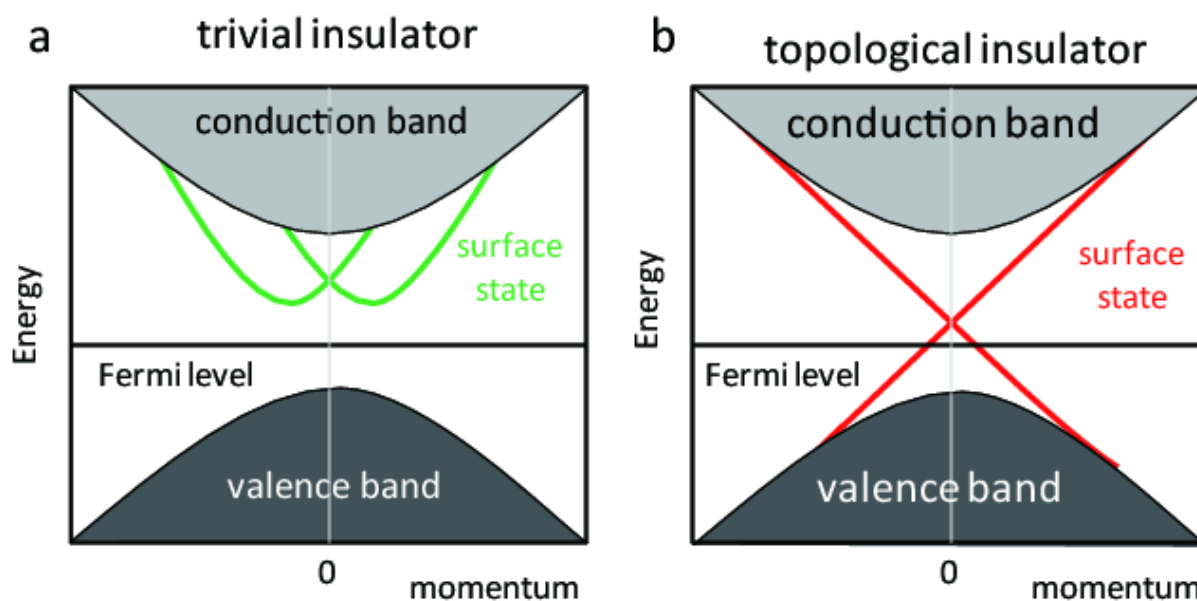 a
trivial insulator
conduction band
surface
state
Energy
Fermi level
valence band
0
momentum
b
topological insulator
conduction band
surface
state
Energy
Fermi level
valence band
0
momentum